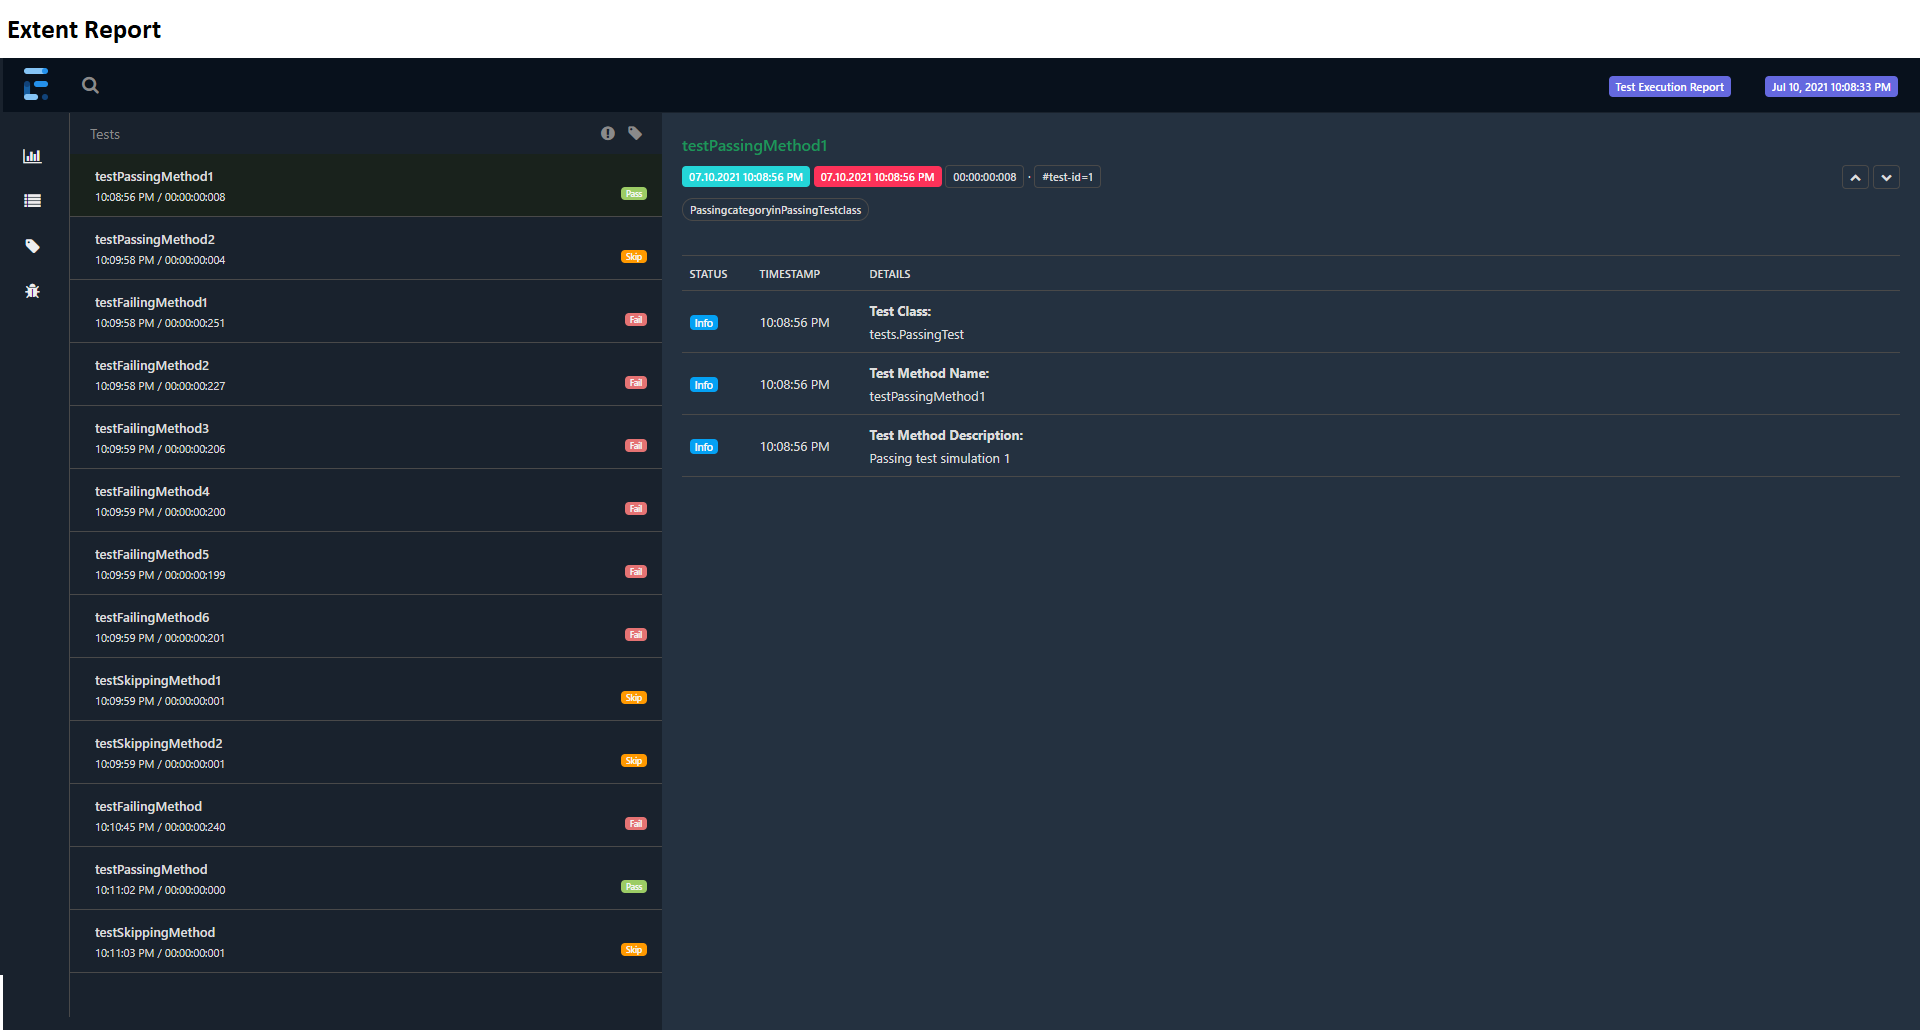 Extent Report
Test Execution Report
Jul 10, 2021 10:08:33 PM
Tests
testPassingMethod1
10:08:56 PM / 00:00:00:008
Pass
testPassingMethod2
10:09:58 PM / 00:00:00:004
Skip
testFailingMethod1
10:09:58 PM / 00:00:00:251
Fail
testFailingMethod2
10:09:58 PM / 00:00:00:227
Fail
testFailingMethod3
10:09:59 PM / 00:00:00:206
Fail
testFailingMethod4
10:09:59 PM / 00:00:00:200
Fail
testFailingMethod5
10:09:59 PM / 00:00:00:199
Fail
testFailingMethod6
10:09:59 PM / 00:00:00:201
Fail
testSkippingMethod1
10:09:59 PM / 00:00:00:001
Skip
testSkippingMethod2
10:09:59 PM / 00:00:00:001
Skip
testFailingMethod
10:10:45 PM / 00:00:00:240
Fail
testPassingMethod
10:11:02 PM / 00:00:00:000
Pass
testSkippingMethod
10:11:03 PM / 00:00:00:001
Skip
testPassingMethod1
07.10.2021 10:08:56 PM 07.10.2021 10:08:56 PM 00:00:00:008 · #test-id=1
PassingcategoryinPassingTestclass
STATUS TIMESTAMP DETAILS
Info 10:08:56 PM Test Class:
tests.PassingTest
Info 10:08:56 PM Test Method Name:
testPassingMethod1
Info 10:08:56 PM Test Method Description:
Passing test simulation 1